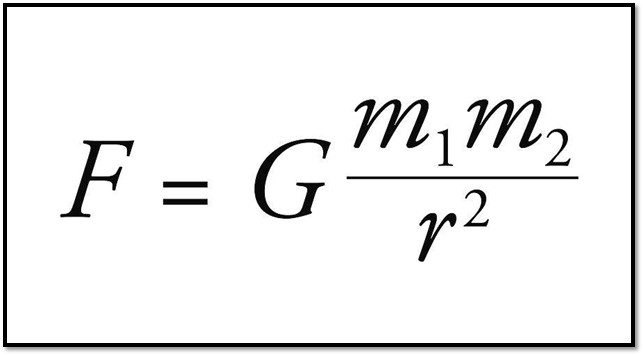 F = G m₁m₂ / r²